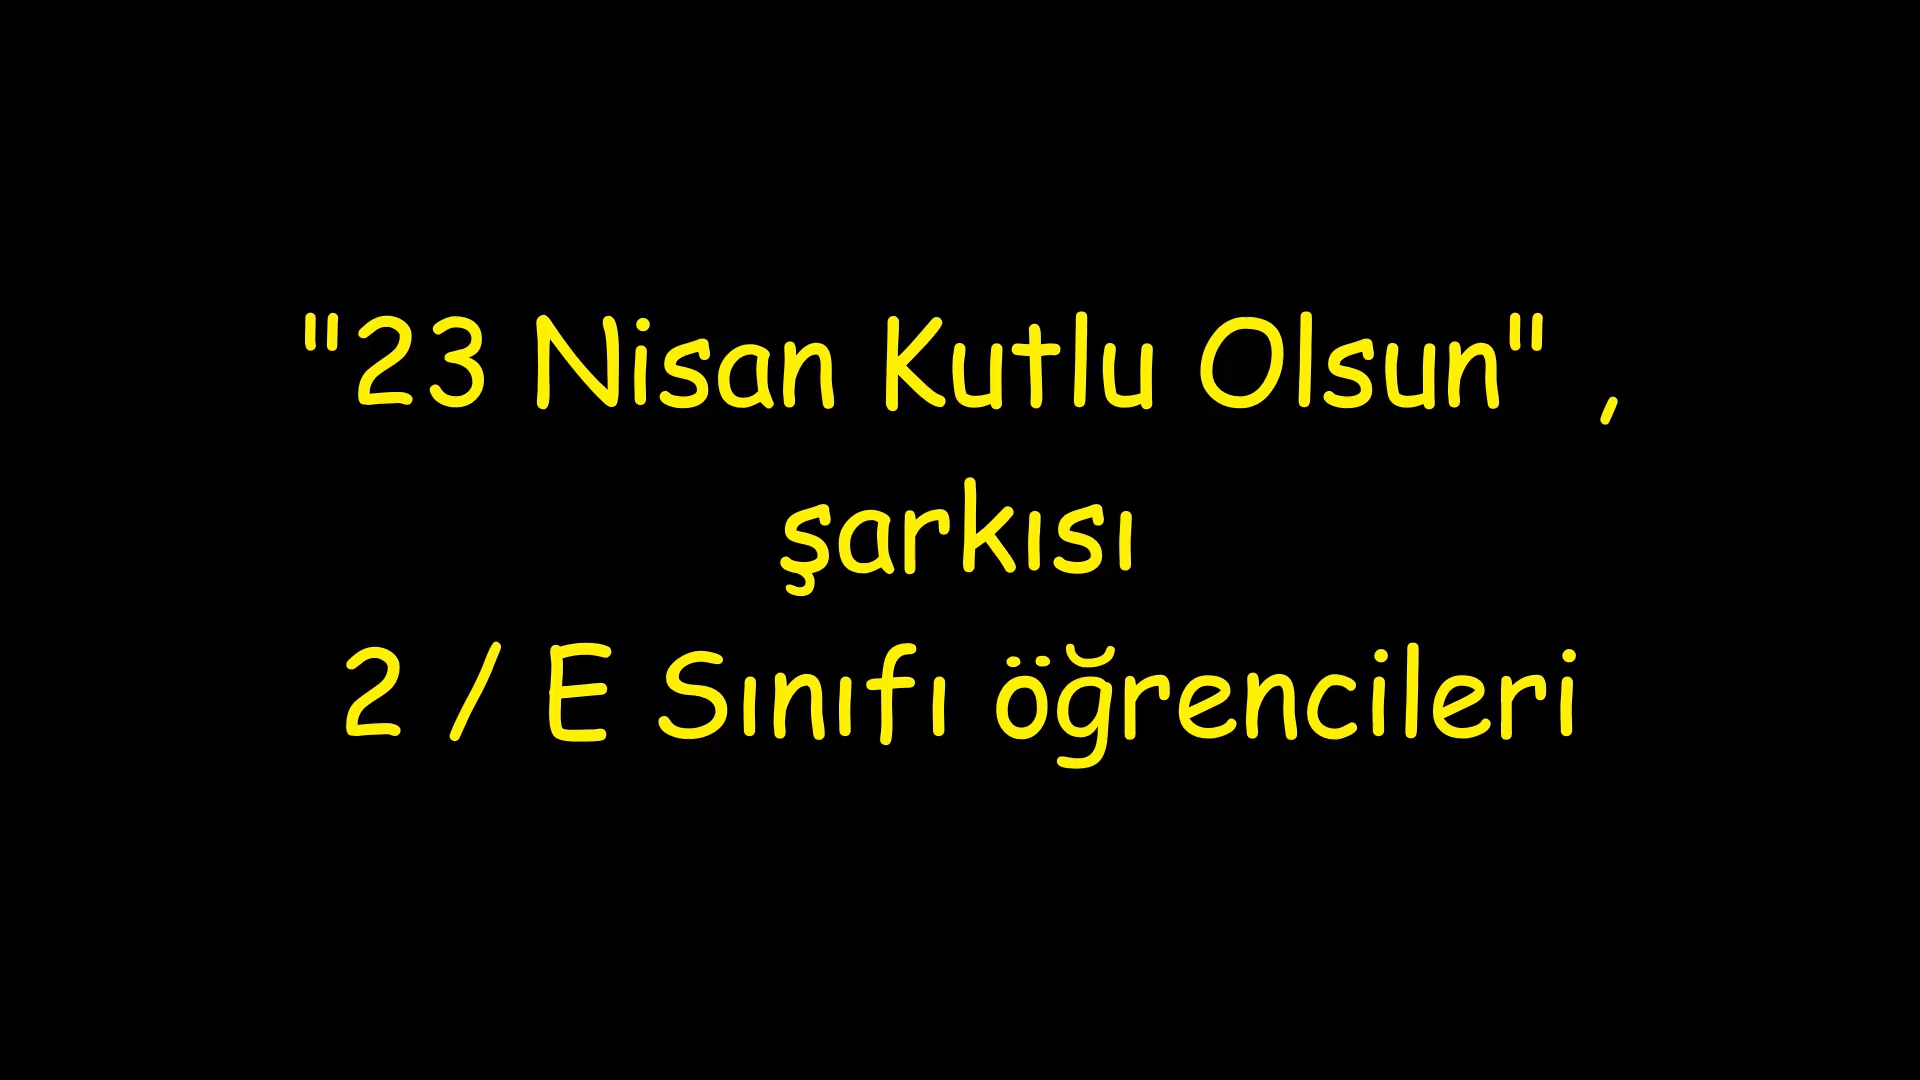 "23 Nisan Kutlu Olsun" ,
şarkısı
2 / E Sınıfı öğrencileri